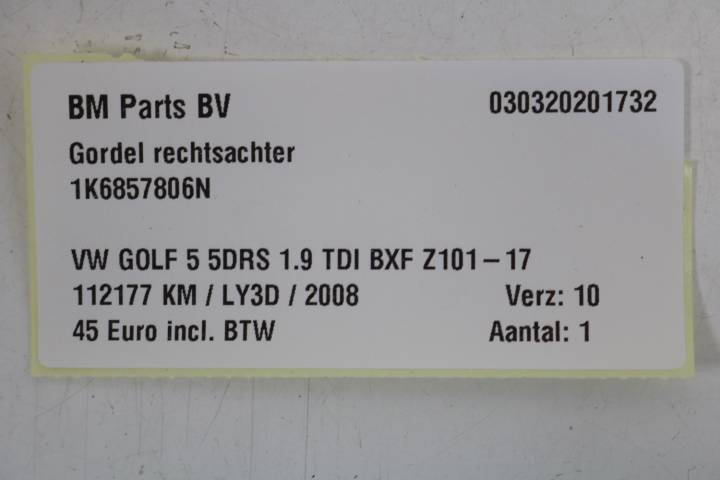 BM Parts BV 030320201732
Gordel rechtsachter
1K6857806N
VW GOLF 5 5DRS 1.9 TDI BXF Z101-17
112177 KM / LY3D / 2008 Verz: 10
45 Euro incl. BTW Aantal: 1